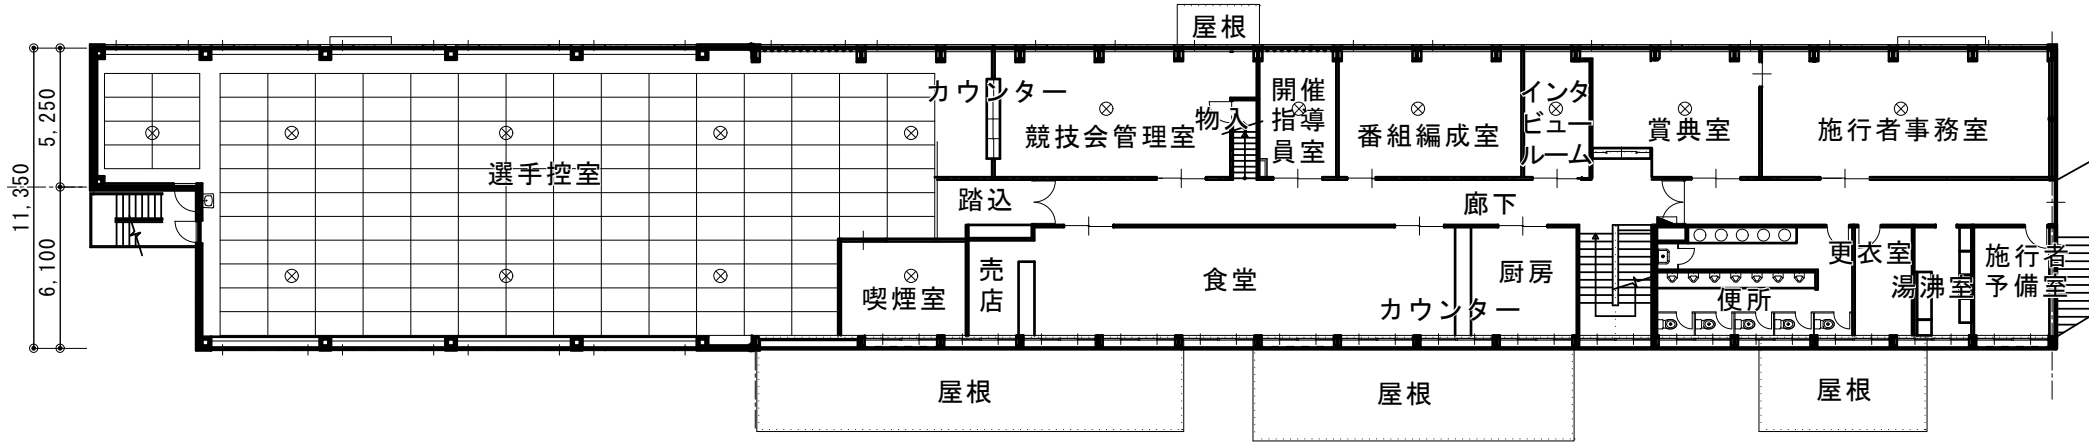 屋根
5,250
11,350
6,100
カウンター
競技会管理室
物入
開催
指導
員室
番組編成室
インタ
ビュー
ルーム
賞典室
施行者事務室
選手控室
踏込
廊下
喫煙室
売
店
食堂
カウンター
厨房
便所
更衣室
湯沸室
施行者
予備室
屋根
屋根
屋根